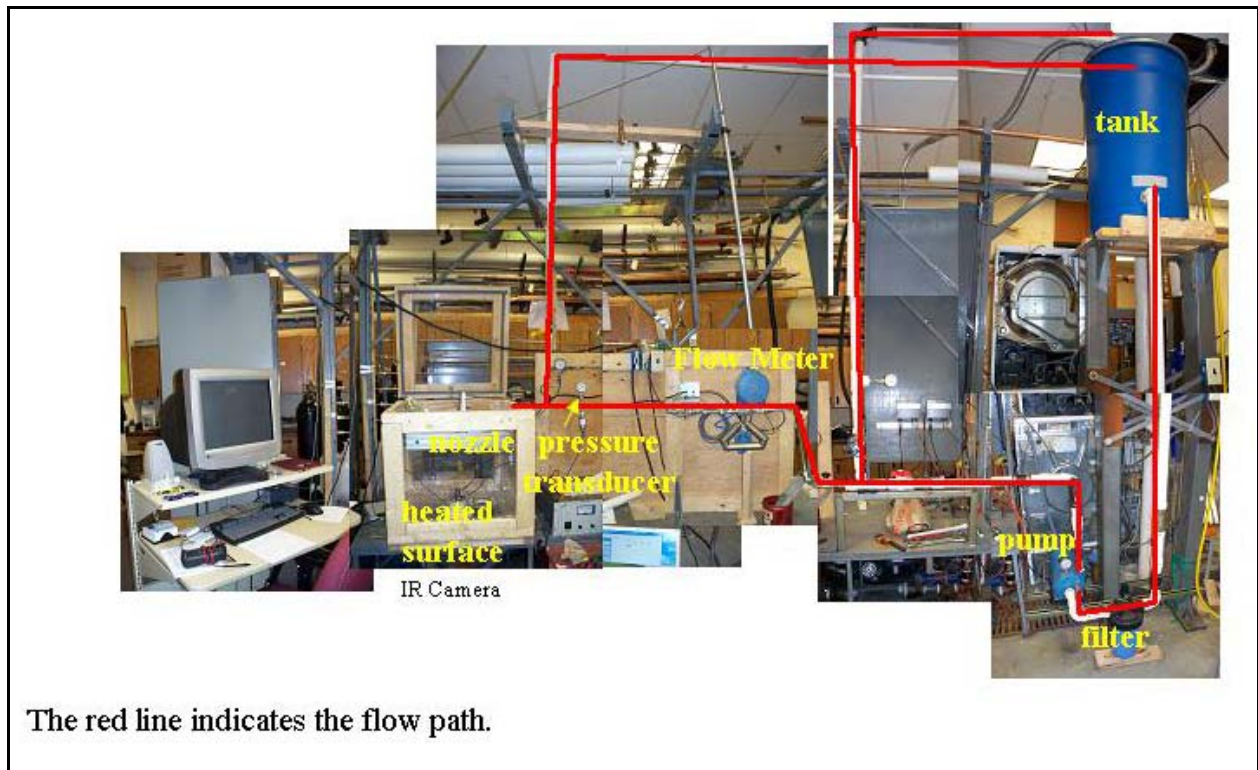 tank
Flow Meter
nozzle pressure
transducer
heated
surface
pump
IR Camera
filter
The red line indicates the flow path.